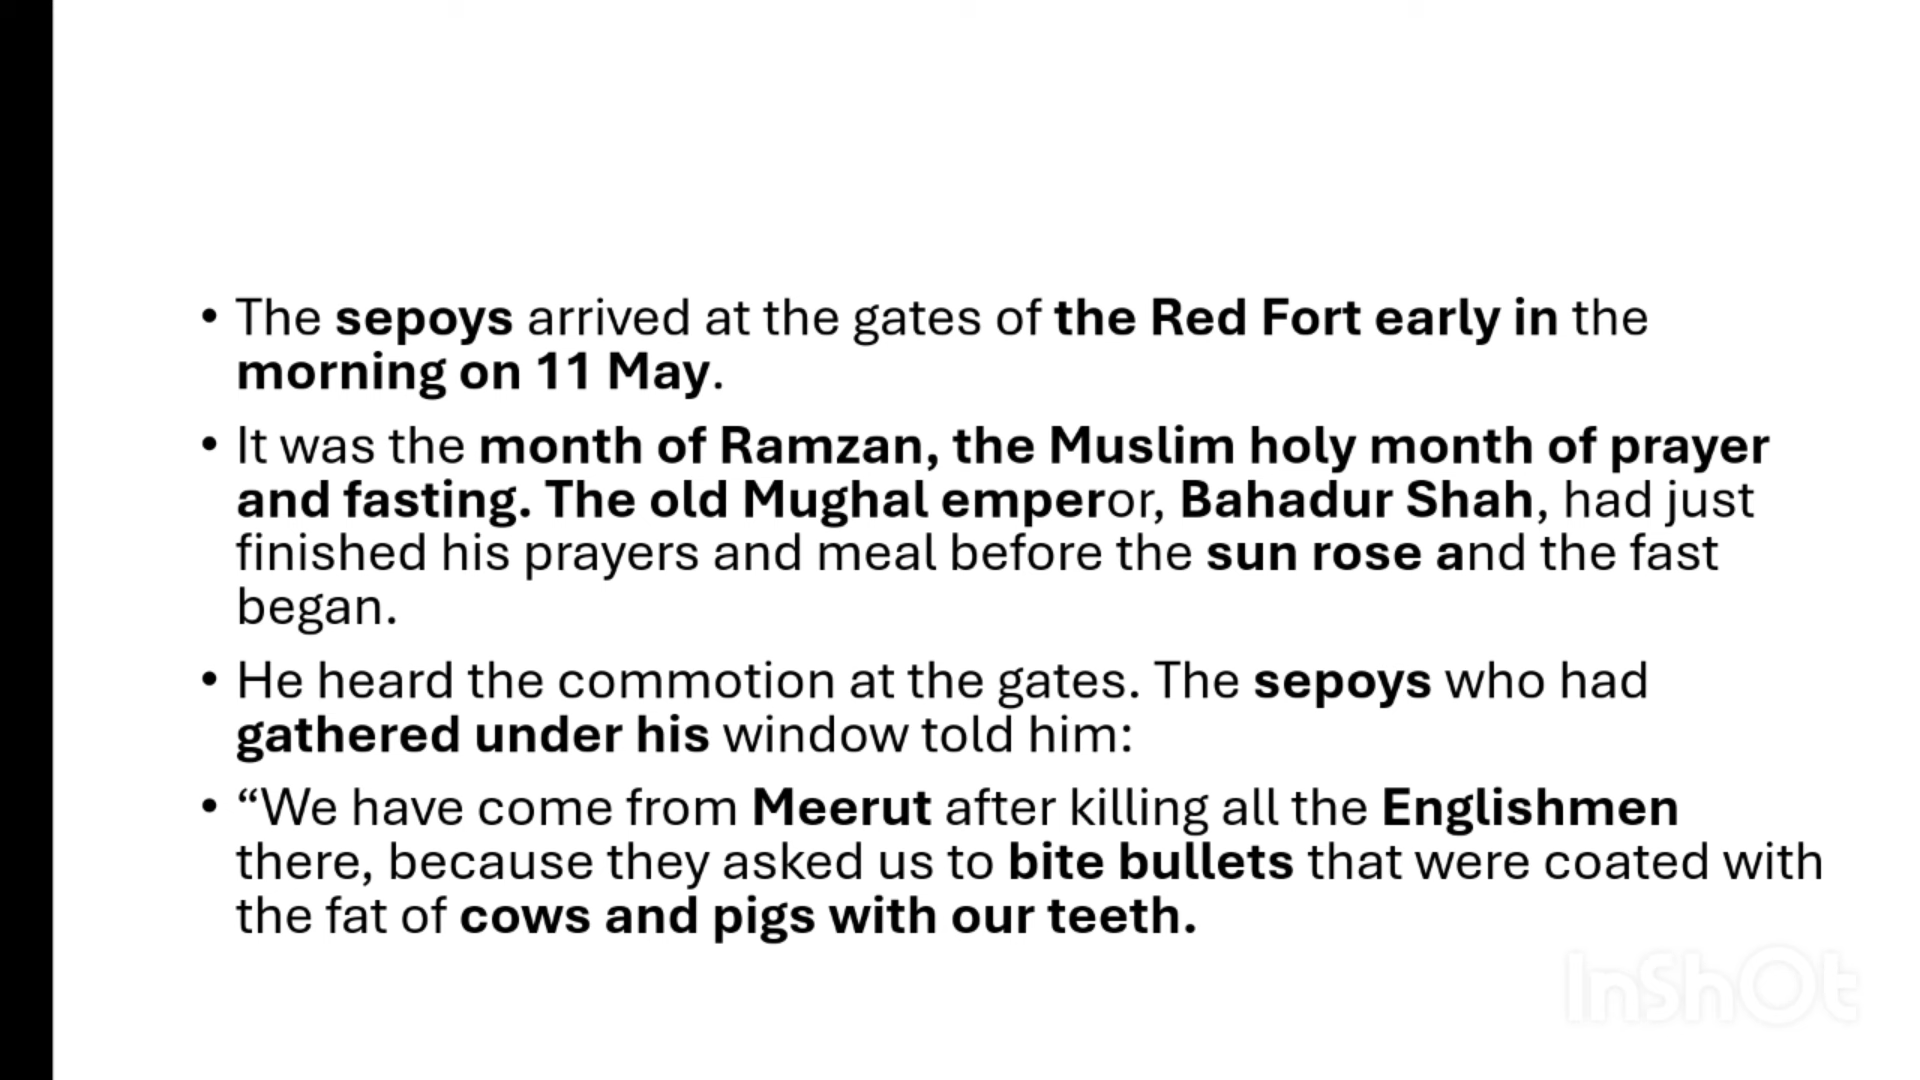 • The sepoys arrived at the gates of the Red Fort early in the
morning on 11 May.
• It was the month of Ramzan, the Muslim holy month of prayer
and fasting. The old Mughal emperor, Bahadur Shah, had just
finished his prayers and meal before the sun rose and the fast
began.
• He heard the commotion at the gates. The sepoys who had
gathered under his window told him:
• “We have come from Meerut after killing all the Englishmen
there, because they asked us to bite bullets that were coated with
the fat of cows and pigs with our teeth.
InShOt